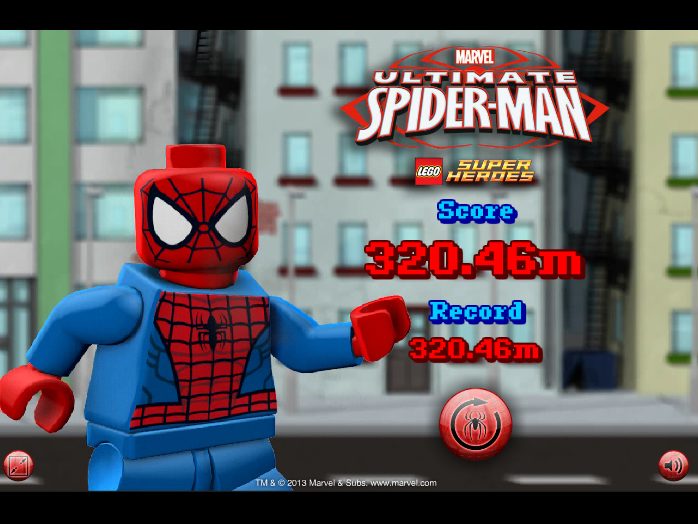 MARVEL
ULTIMATE
SPIDER-MAN
LEGO SUPER HEROES
Score
320.46m
Record
320.46m
TM & © 2013 Marvel & Subs. www.marvel.com